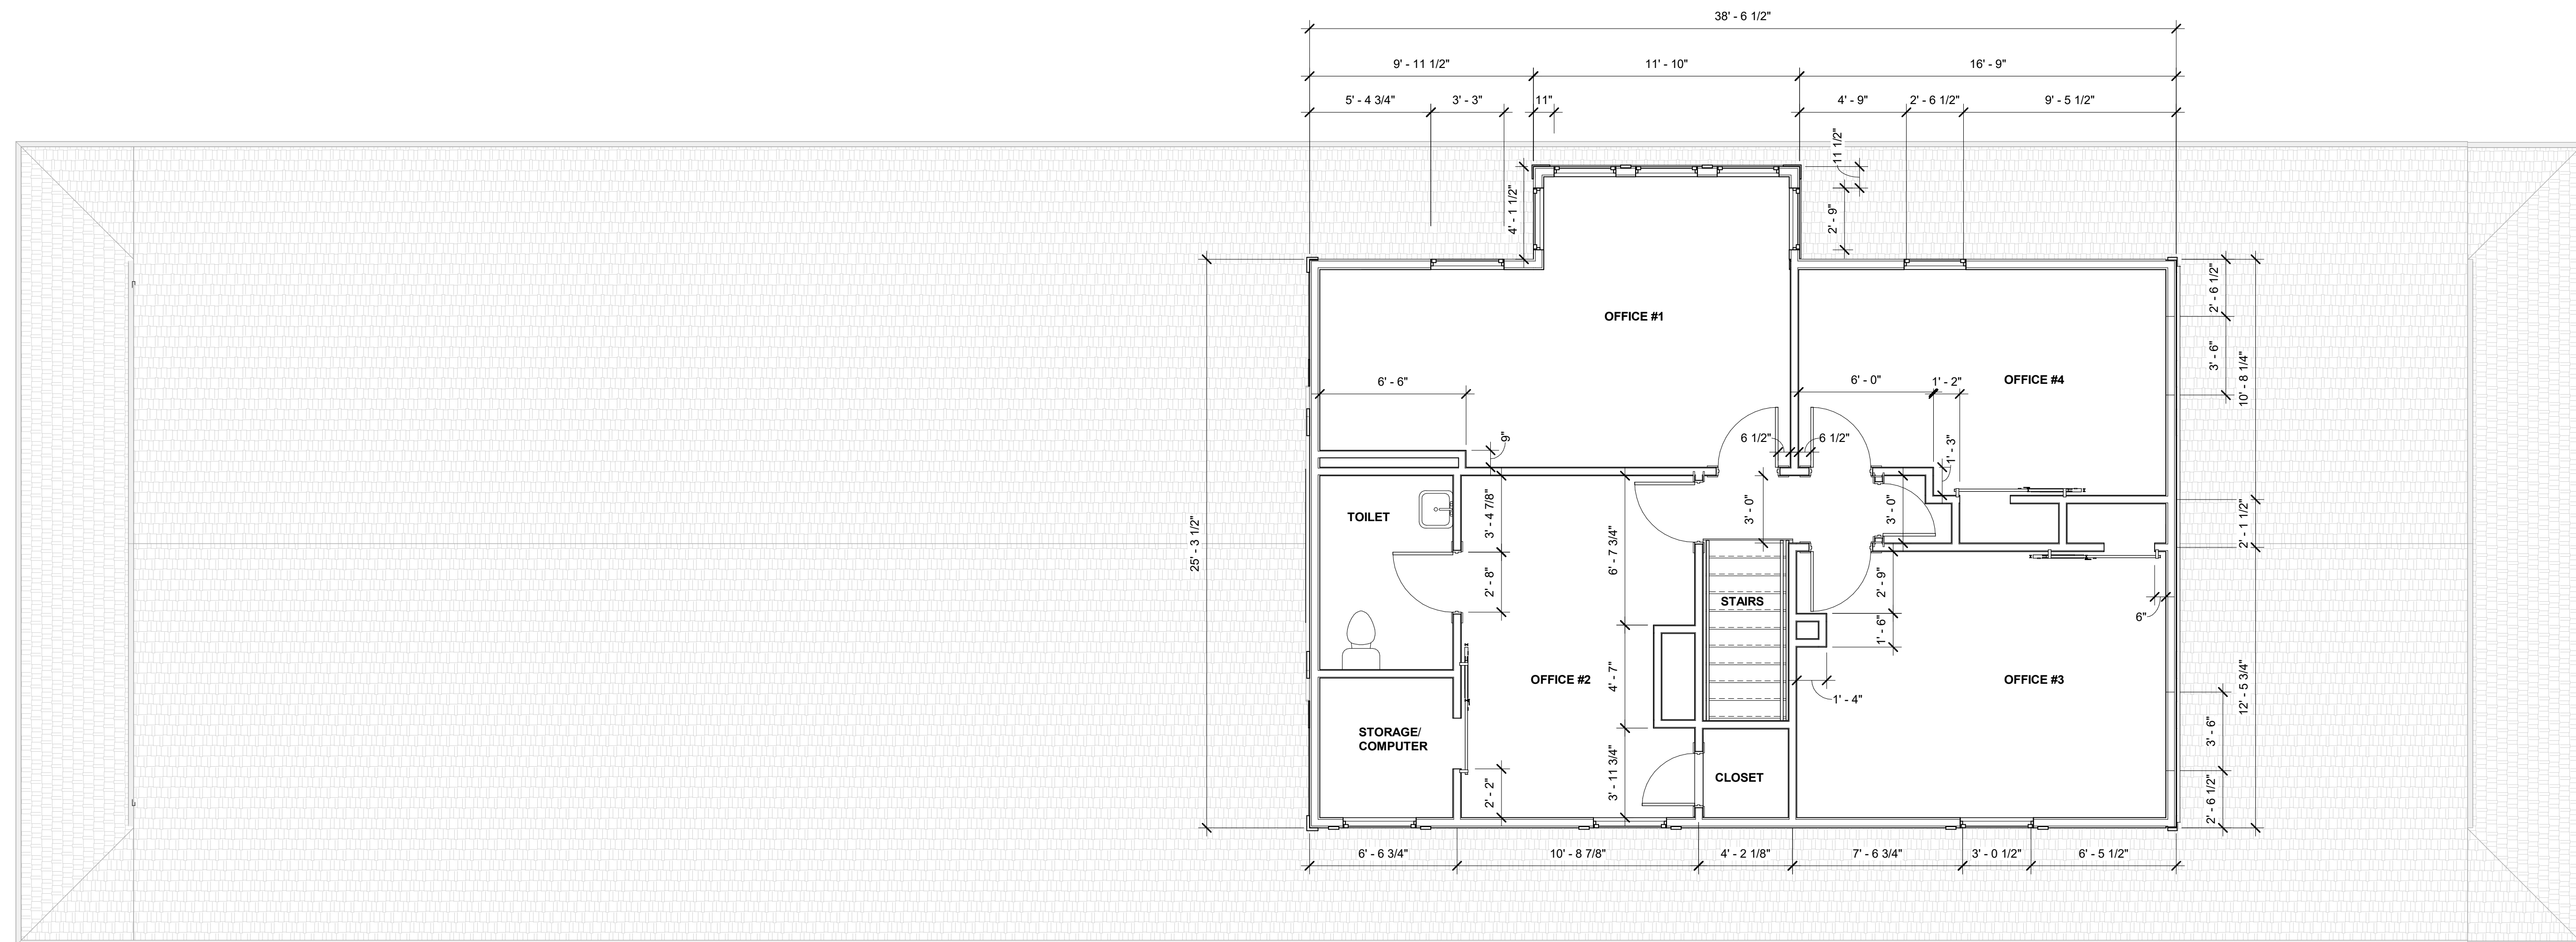 38' - 6 1/2"
9' - 11 1/2"
11' - 10"
16' - 9"
5' - 4 3/4"
3' - 3"
11"
4' - 9"
2' - 6 1/2"
9' - 5 1/2"
11 1/2"
4' - 1 1/2"
2' - 9"
2' - 6 1/2"
OFFICE #1
3' - 6"
10' - 8 1/4"
6' - 6"
6' - 0"
1' - 2"
OFFICE #4
9"
6 1/2"
6 1/2"
1' - 3"
TOILET
3' - 4 7/8"
3' - 0"
3' - 0"
2' - 1 1/2"
25' - 3 1/2"
6' - 7 3/4"
2' - 8"
2' - 9"
STAIRS
6"
1' - 6"
4' - 7"
OFFICE #2
OFFICE #3
12' - 5 3/4"
1' - 4"
STORAGE/
COMPUTER
3' - 6"
3' - 11 3/4"
CLOSET
2' - 2"
2' - 6 1/2"
6' - 6 3/4"
10' - 8 7/8"
4' - 2 1/8"
7' - 6 3/4"
3' - 0 1/2"
6' - 5 1/2"